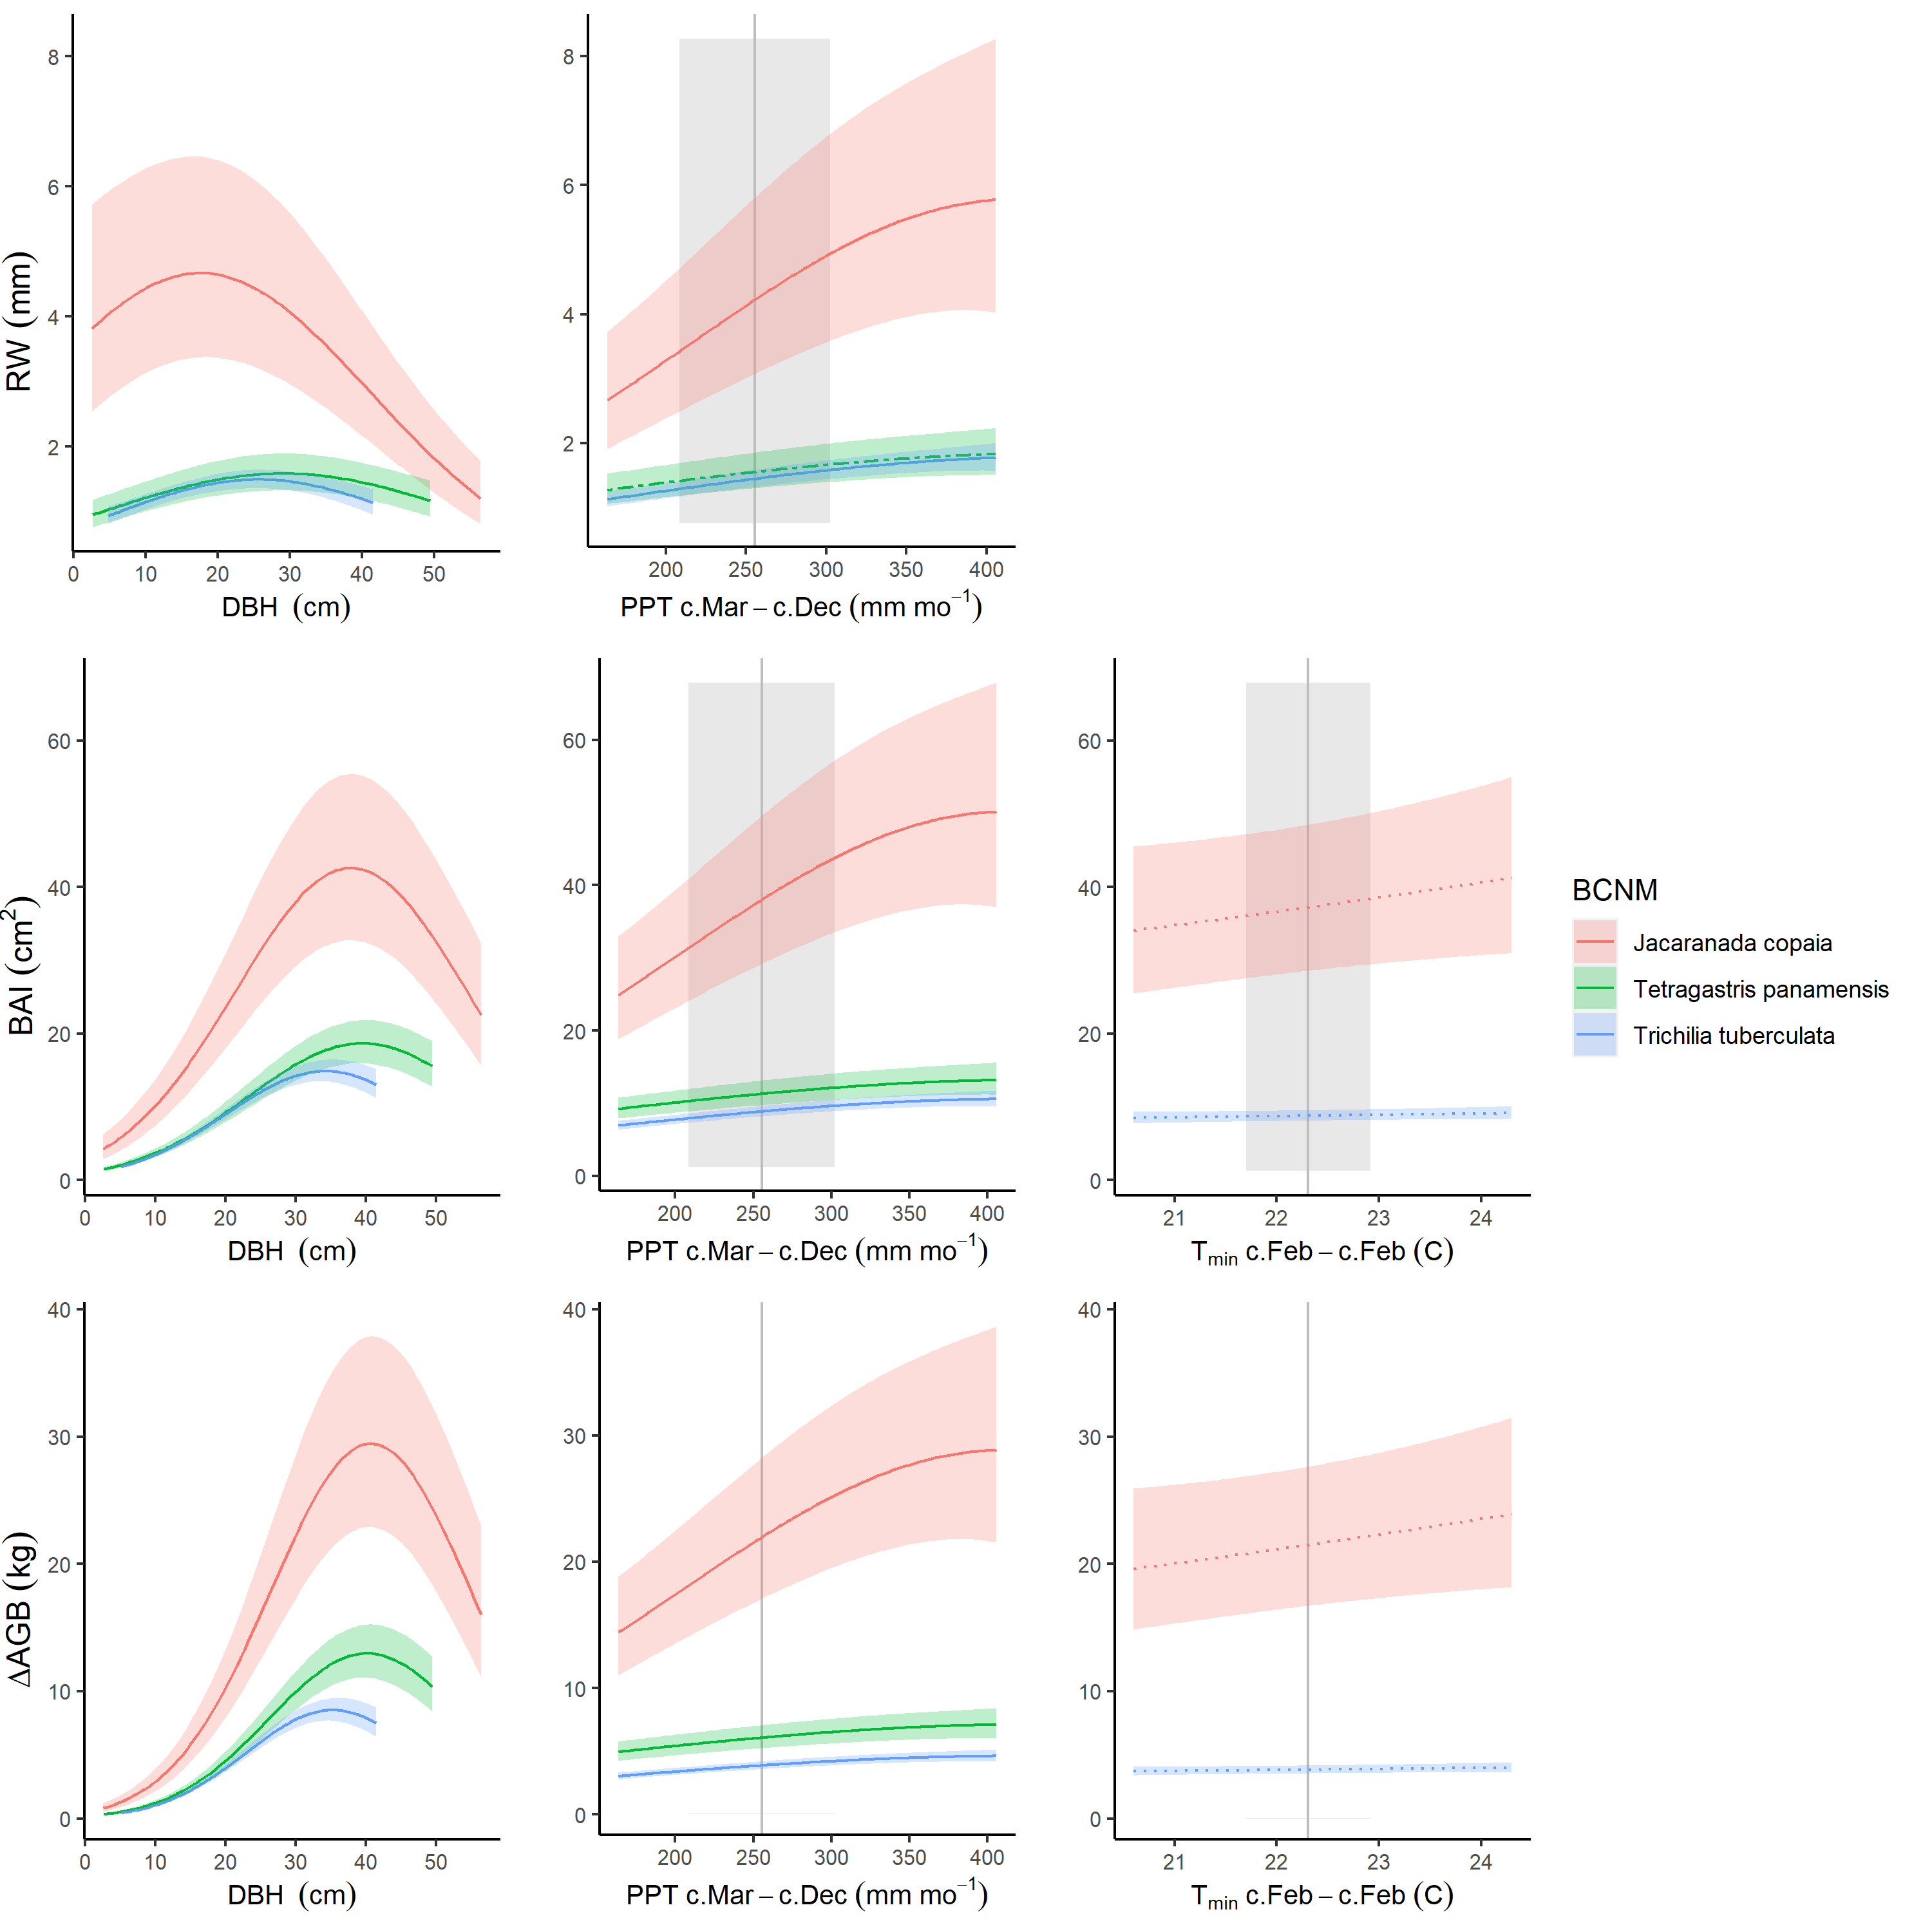 RW (mm)
8
6
4
2
0 10 20 30 40 50
DBH (cm)
8
6
4
2
200 250 300 350 400
PPT c.Mar – c.Dec (mm mo⁻¹)
BAI (cm²)
60
40
20
0
0 10 20 30 40 50
DBH (cm)
60
40
20
0
200 250 300 350 400
PPT c.Mar – c.Dec (mm mo⁻¹)
60
40
20
0
21 22 23 24
Tmin c.Feb – c.Feb (C)
BCNM
Jacaranada copaia
Tetragastris panamensis
Trichilia tuberculata
ΔAGB (kg)
40
30
20
10
0
0 10 20 30 40 50
DBH (cm)
40
30
20
10
0
200 250 300 350 400
PPT c.Mar – c.Dec (mm mo⁻¹)
40
30
20
10
0
21 22 23 24
Tmin c.Feb – c.Feb (C)